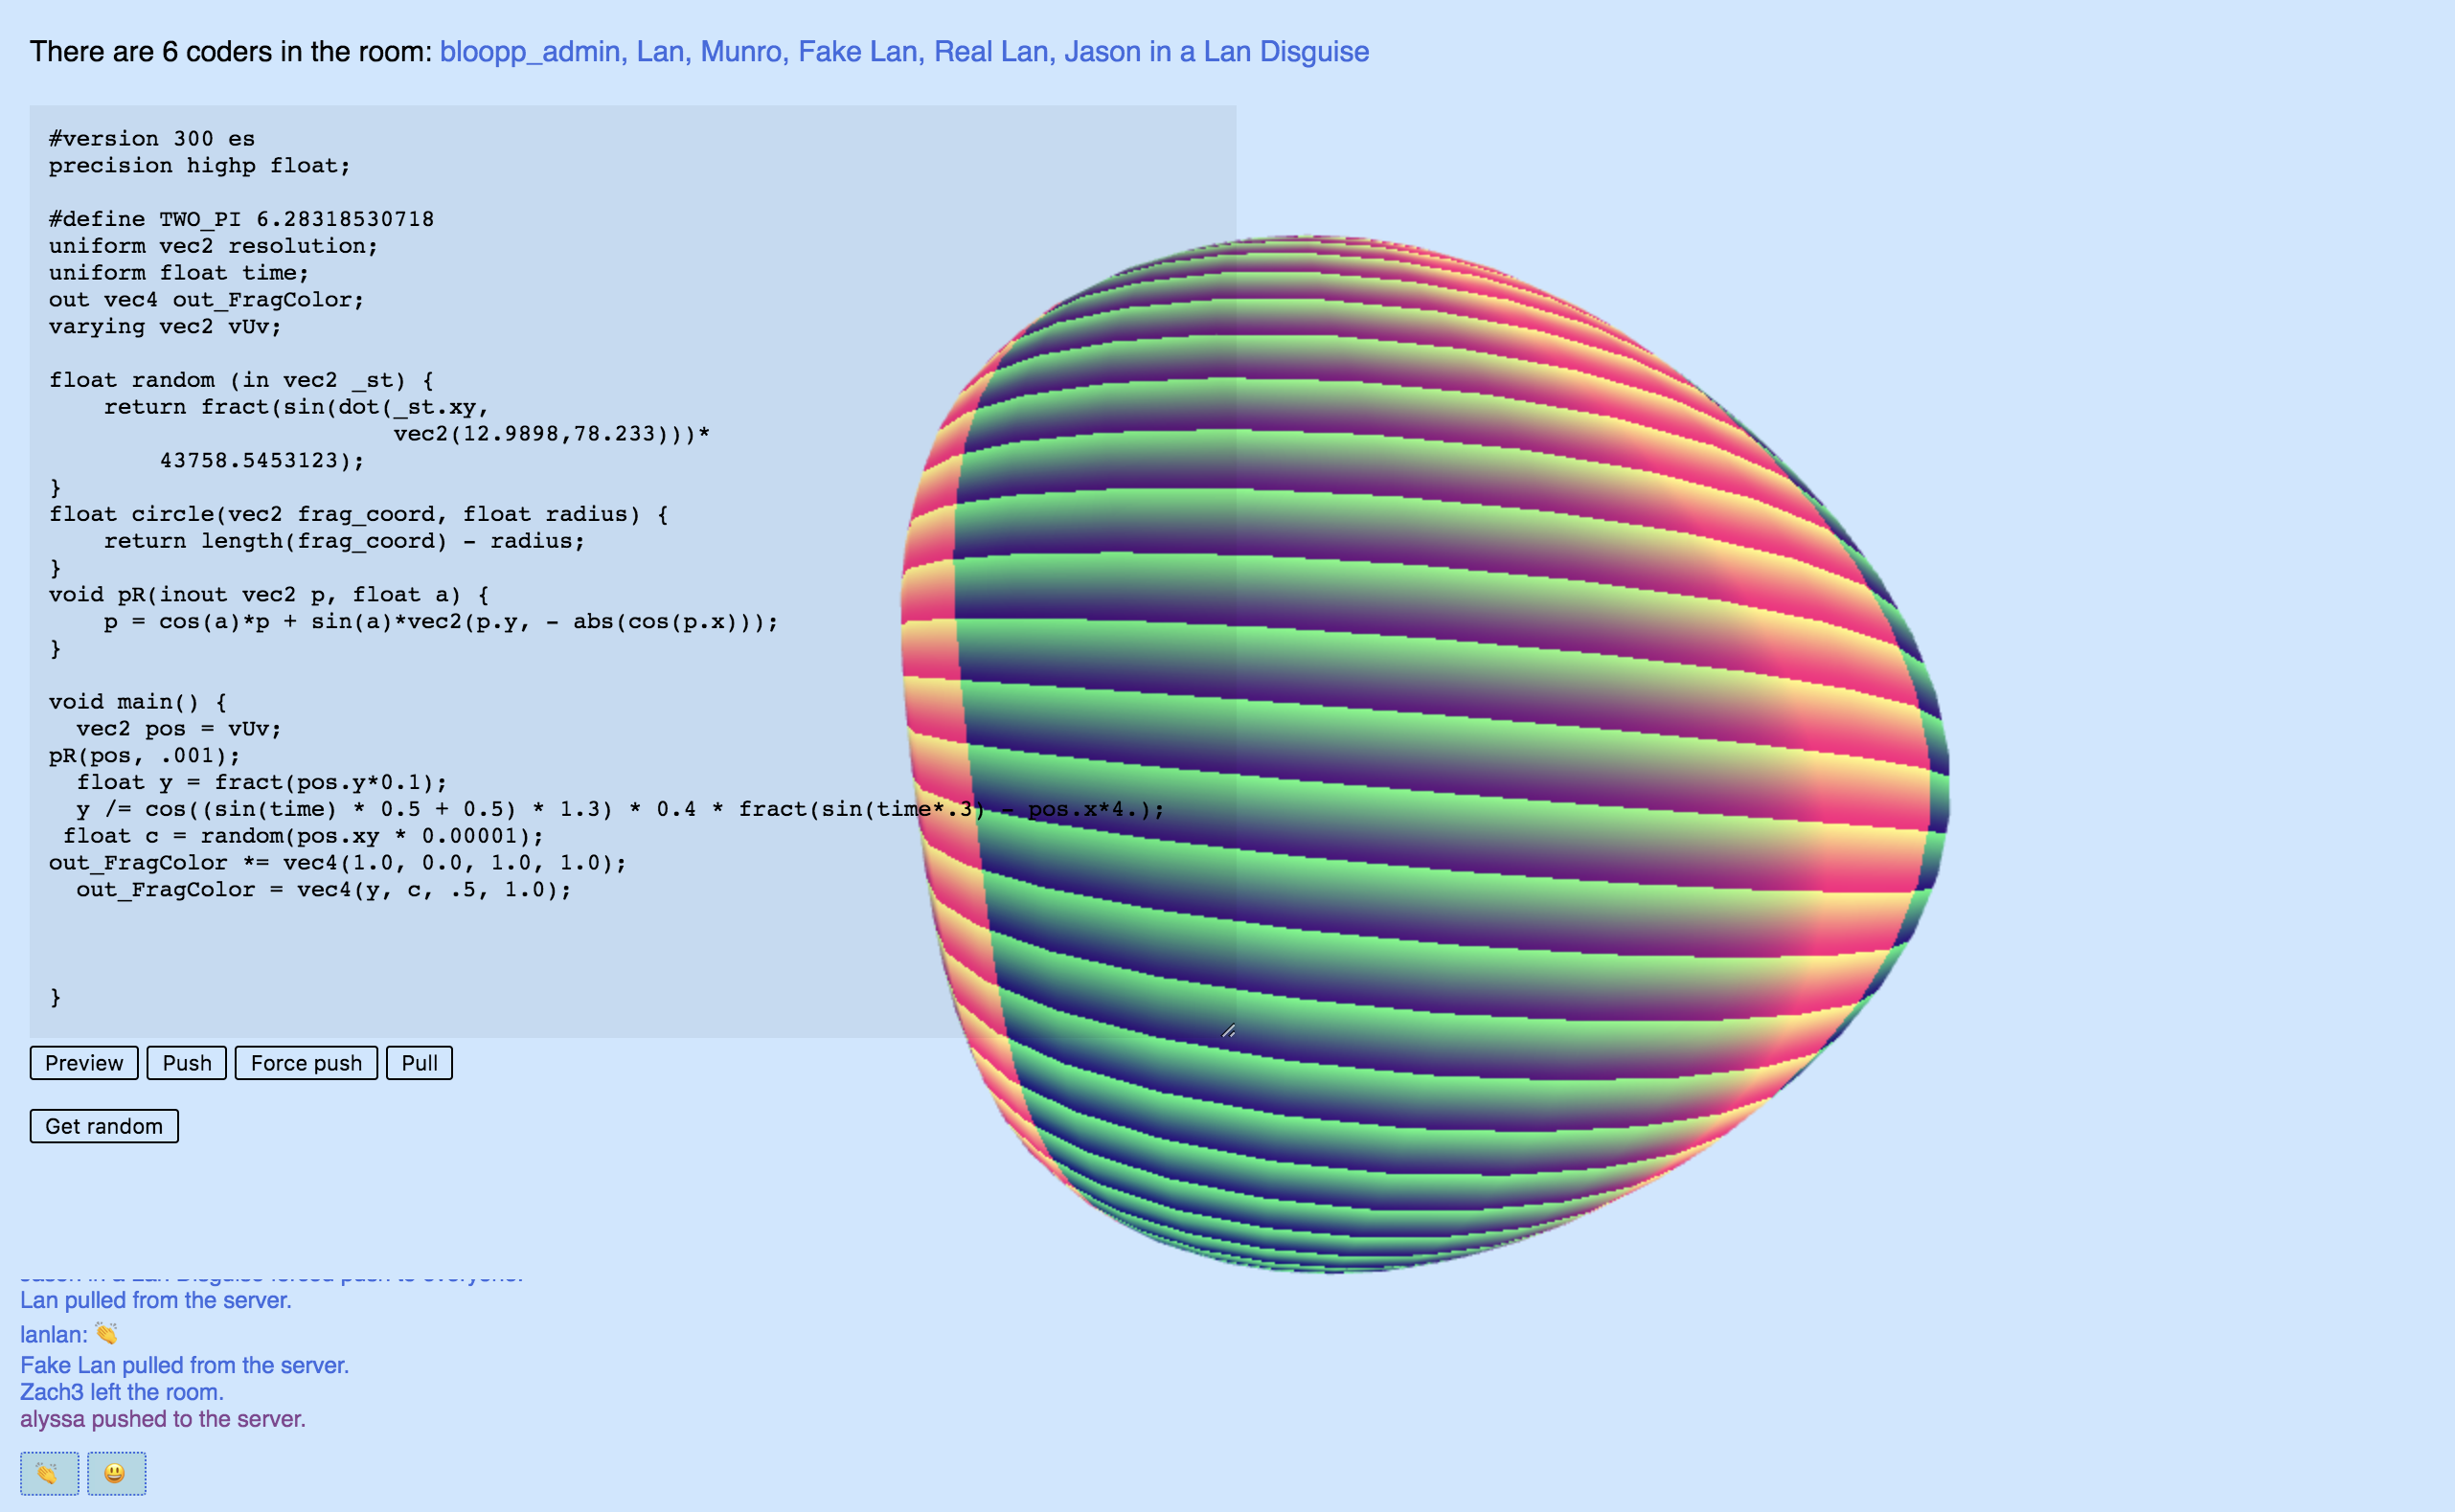 There are 6 coders in the room: bloopp_admin, Lan, Munro, Fake Lan, Real Lan, Jason in a Lan Disguise
#version 300 es
precision highp float;
#define TWO_PI 6.28318530718
uniform vec2 resolution;
uniform float time;
out vec4 out_FragColor;
varying vec2 vUv;
float random (in vec2 _st) {
    return fract(sin(dot(_st.xy,
                         vec2(12.9898,78.233)))*
        43758.5453123);
}
float circle(vec2 frag_coord, float radius) {
    return length(frag_coord) - radius;
}
void pR(inout vec2 p, float a) {
    p = cos(a)*p + sin(a)*vec2(p.y, - abs(cos(p.x)));
}
void main() {
  vec2 pos = vUv;
pR(pos, .001);
  float y = fract(pos.y*0.1);
  y /= cos((sin(time) * 0.5 + 0.5) * 1.3) * 0.4 * fract(sin(time*.3) - pos.x*4.);
 float c = random(pos.xy * 0.00001);
out_FragColor *= vec4(1.0, 0.0, 1.0, 1.0);
  out_FragColor = vec4(y, c, .5, 1.0);
}
Preview Push Force push Pull
Get random
Jason in a Lan Disguise forced push to everyone.
Lan pulled from the server.
lanlan: 👏
Fake Lan pulled from the server.
Zach3 left the room.
alyssa pushed to the server.
👏 😃